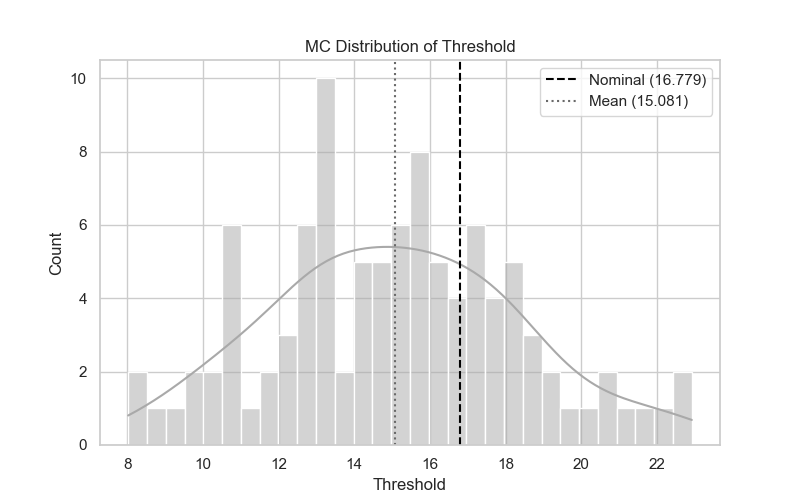 MC Distribution of Threshold
Nominal (16.779)
Mean (15.081)
Count
10
8
6
4
2
0
8 10 12 14 16 18 20 22
Threshold